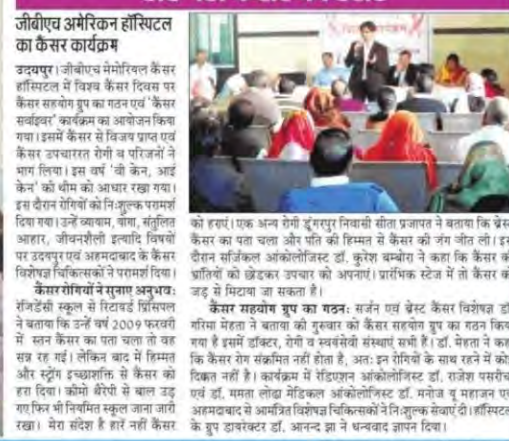 जीबीएच अमेरिकन हॉस्पिटल
का कैंसर कार्यक्रम
उदयपुर। जीबीएच मेमोरियल कैंसर
हॉस्पिटल में विश्व कैंसर दिवस पर
कैंसर सहयोग ग्रुप का गठन एवं 'कैंसर
सर्वाइवर' कार्यक्रम का आयोजन किया
गया। इसमें कैंसर से विजय प्राप्त एवं
कैंसर उपचाररत रोगी व परिजनों ने
भाग लिया। इस वर्ष 'वी केन, आई
केन' को थीम को आधार रखा गया।
इस दौरान रोगियों को निःशुल्क परामर्श
दिया गया। उन्हें व्यायाम, योगा, संतुलित
आहार, जीवनशैली इत्यादि विषयों
पर उदयपुर एवं अहमदाबाद के कैंसर
विशेषज्ञ चिकित्सकों ने परामर्श दिया।
कैंसर रोगियों ने सुनाए अनुभव:
रेजिडेंसी स्कूल से रिटायर्ड प्रिंसिपल
ने बताया कि उन्हें वर्ष 2009 फरवरी
में स्तन कैंसर का पता चला तो वह
सन्न रह गई। लेकिन बाद में हिम्मत
और स्ट्रोंग इच्छाशक्ति से कैंसर को
हरा दिया। कीमो थैरेपी से बाल उड़
गए फिर भी नियमित स्कूल जाना जारी
रखा। मेरा संदेश है हारें नहीं कैंसर
को हराएं। एक अन्य रोगी डूंगरपुर निवासी सीता प्रजापत ने बताया कि ब्रेस्ट
कैंसर का पता चला और पति की हिम्मत से कैंसर की जंग जीत ली। इस
दौरान सर्जिकल आंकोलोजिस्ट डॉ. कुरेश बम्बोरा ने कहा कि कैंसर की
भ्रांतियों को छोडकर उपचार को अपनाएं। प्रारंभिक स्टेज में तो कैंसर को
जड़ से मिटाया जा सकता है।
कैंसर सहयोग ग्रुप का गठन: सर्जन एवं ब्रेस्ट कैंसर विशेषज्ञ डॉ.
गरिमा मेहता ने बताया की गुरुवार को कैंसर सहयोग ग्रुप का गठन किया
गया है इसमें डॉक्टर, रोगी व स्वयंसेवी संस्थाएं सभी हैं। डॉ. मेहता ने कहा
कि कैंसर रोग संक्रमित नहीं होता है, अतः इन रोगियों के साथ रहने में कोई
दिक्कत नहीं है। कार्यक्रम में रेडिएशन आंकोलोजिस्ट डॉ. राजेश पसरीचा
एवं डॉ. ममता लोढा मेडिकल आंकोलोजिस्ट डॉ. मनोज यू महाजन एवं
अहमदाबाद से आमंत्रित विशेषज्ञ चिकित्सकों ने निःशुल्क सेवाएं दी। हॉस्पिटल
के ग्रुप डायरेक्टर डॉ. आनन्द झा ने धन्यवाद ज्ञापन दिया।